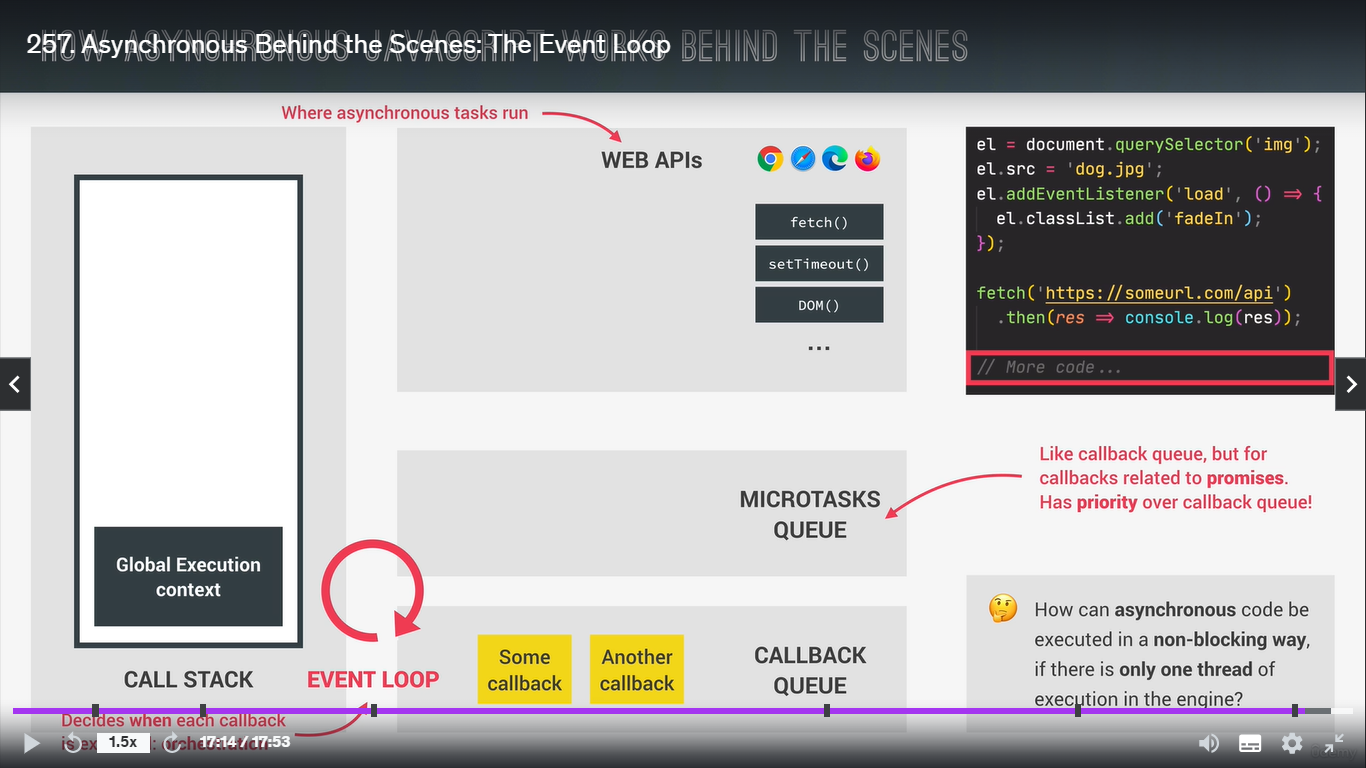 HOW ASYNCHRONOUS JAVASCRIPT WORKS BEHIND THE SCENES
257. Asynchronous Behind the Scenes: The Event Loop
Where asynchronous tasks run
WEB APIs
fetch()
setTimeout()
DOM()
...
el = document.querySelector('img');
el.src = 'dog.jpg';
el.addEventListener('load', () => {
el.classList.add('fadeIn');
});
fetch('https://someurl.com/api')
.then(res => console.log(res));
// More code...
Like callback queue, but for
callbacks related to promises.
Has priority over callback queue!
MICROTASKS
QUEUE
Global Execution
context
CALL STACK
EVENT LOOP
Some
callback
Another
callback
CALLBACK
QUEUE
🤔 How can asynchronous code be
executed in a non-blocking way,
if there is only one thread of
execution in the engine?
Decides when each callback
is orchestration
1.5x
17:14 / 17:53